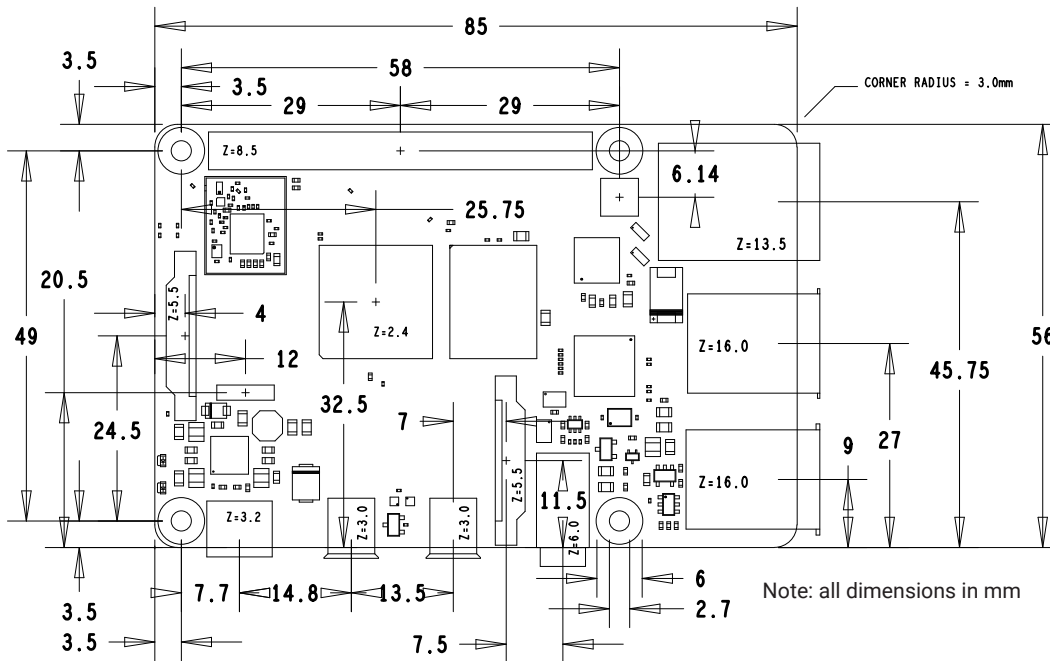 85
3.5
58
3.5
CORNER RADIUS = 3.0mm
29
29
Z=8.5
6.14
25.75
Z=13.5
20.5
Z=5.5
4
49
Z=2.4
56
12
Z=16.0
45.75
32.5
7
24.5
27
9
Z=5.5
Z=16.0
11.5
Z=3.2
Z=3.0
Z=3.0
Z=6.0
7.7
14.8
13.5
6
Note: all dimensions in mm
3.5
2.7
3.5
7.5